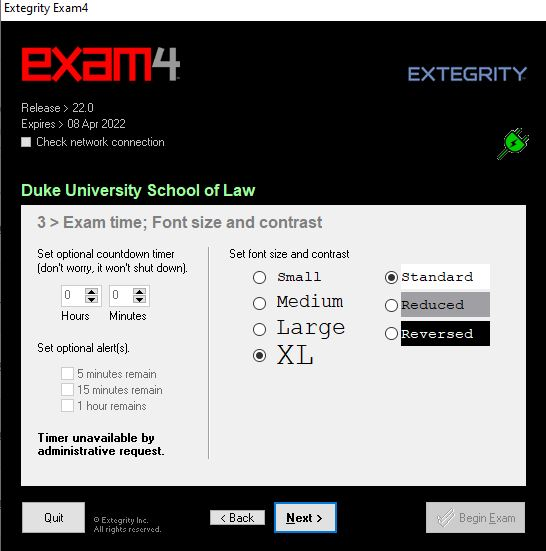 Extegrity Exam4
exam4
EXTEGRITY
Release > 22.0
Expires > 08 Apr 2022
Check network connection
Duke University School of Law
3 > Exam time; Font size and contrast
Set optional countdown timer
(don't worry, it won't shut down).
0 0
Hours Minutes
Set optional alert(s).
5 minutes remain
15 minutes remain
1 hour remains
Timer unavailable by
administrative request.
Set font size and contrast
Small
Medium
Large
XL
Standard
Reduced
Reversed
Quit
© Extegrity Inc.
All rights reserved.
< Back
Next >
Begin Exam